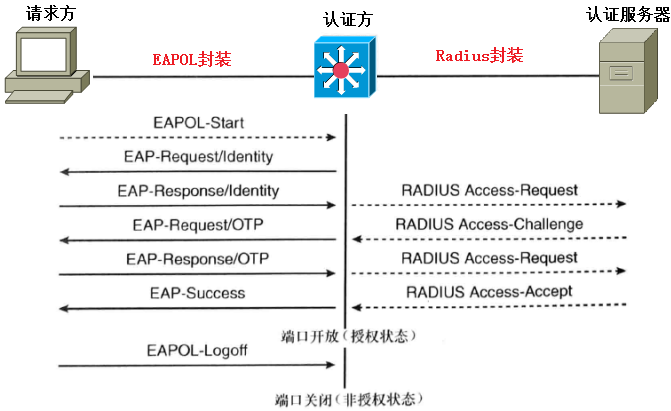 请求方
认证方
认证服务器
EAPOL封装
Radius封装
EAPOL-Start
EAP-Request/Identity
EAP-Response/Identity
RADIUS Access-Request
EAP-Request/OTP
RADIUS Access-Challenge
EAP-Response/OTP
RADIUS Access-Request
EAP-Success
RADIUS Access-Accept
端口开放(授权状态)
EAPOL-Logoff
端口关闭(非授权状态)